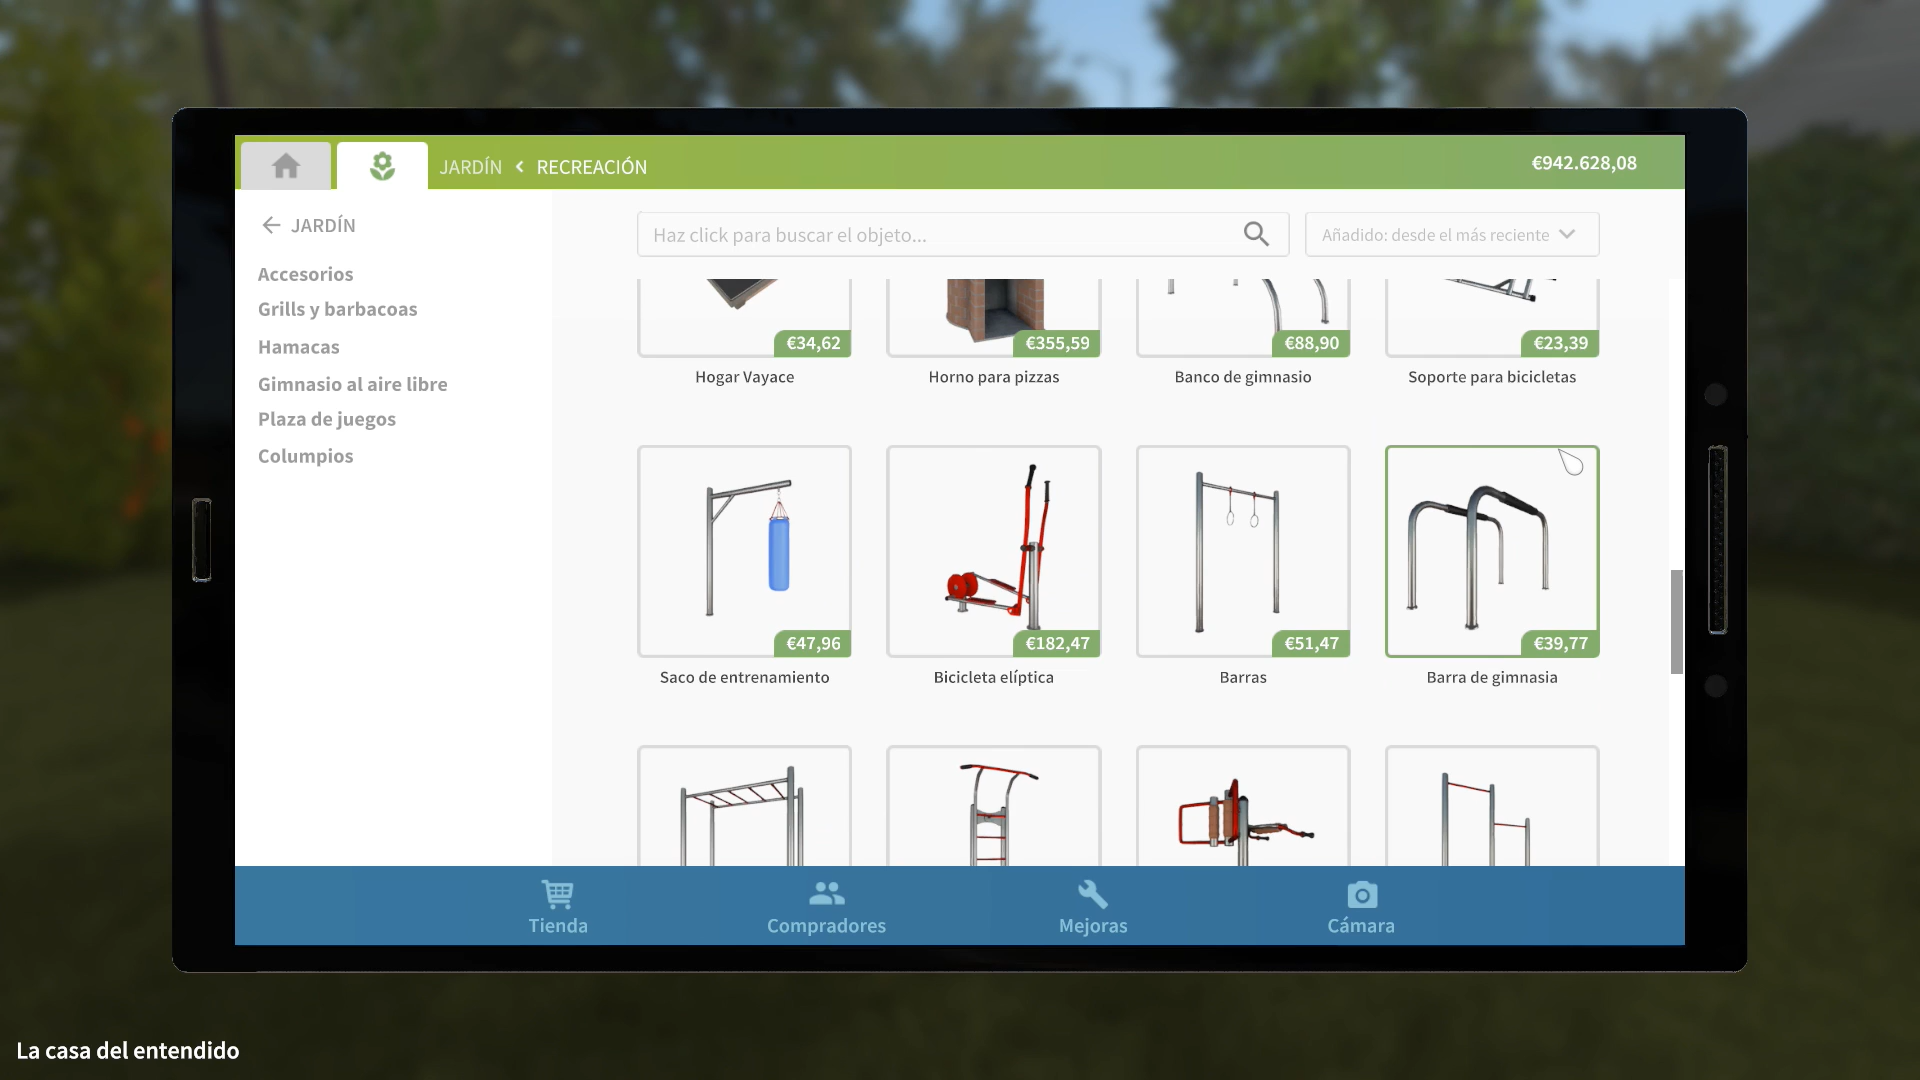 JARDÍN < RECREACIÓN
€942.628,08
JARDÍN
Accesorios
Grills y barbacoas
Hamacas
Gimnasio al aire libre
Plaza de juegos
Columpios
Haz click para buscar el objeto...
Añadido: desde el más reciente
€34,62
€355,59
€88,90
€23,39
Hogar Vayace
Horno para pizzas
Banco de gimnasio
Soporte para bicicletas
€47,96
€182,47
€51,47
€39,77
Saco de entrenamiento
Bicicleta elíptica
Barras
Barra de gimnasia
Tienda
Compradores
Mejoras
Cámara
La casa del entendido